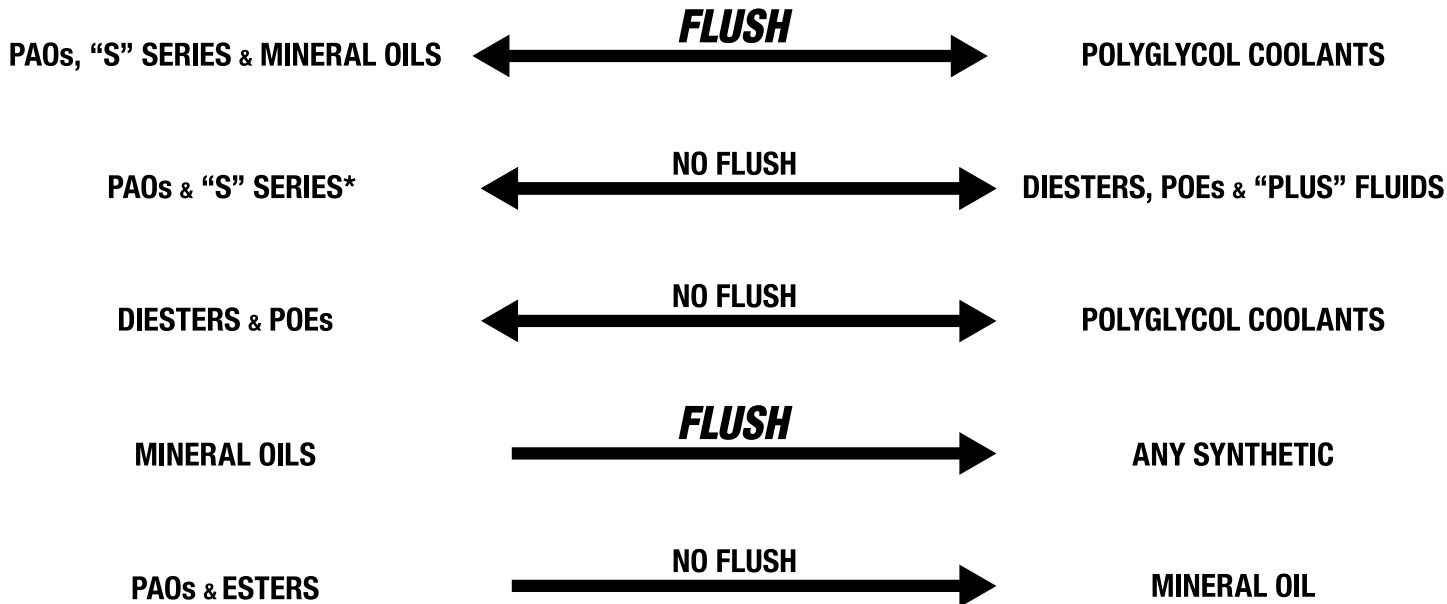 FLUSH
PAOs, “S” SERIES & MINERAL OILS POLYGLYCOL COOLANTS
NO FLUSH
PAOs & “S” SERIES* DIESTERS, POEs & “PLUS” FLUIDS
NO FLUSH
DIESTERS & POEs POLYGLYCOL COOLANTS
FLUSH
MINERAL OILS ANY SYNTHETIC
NO FLUSH
PAOs & ESTERS MINERAL OIL